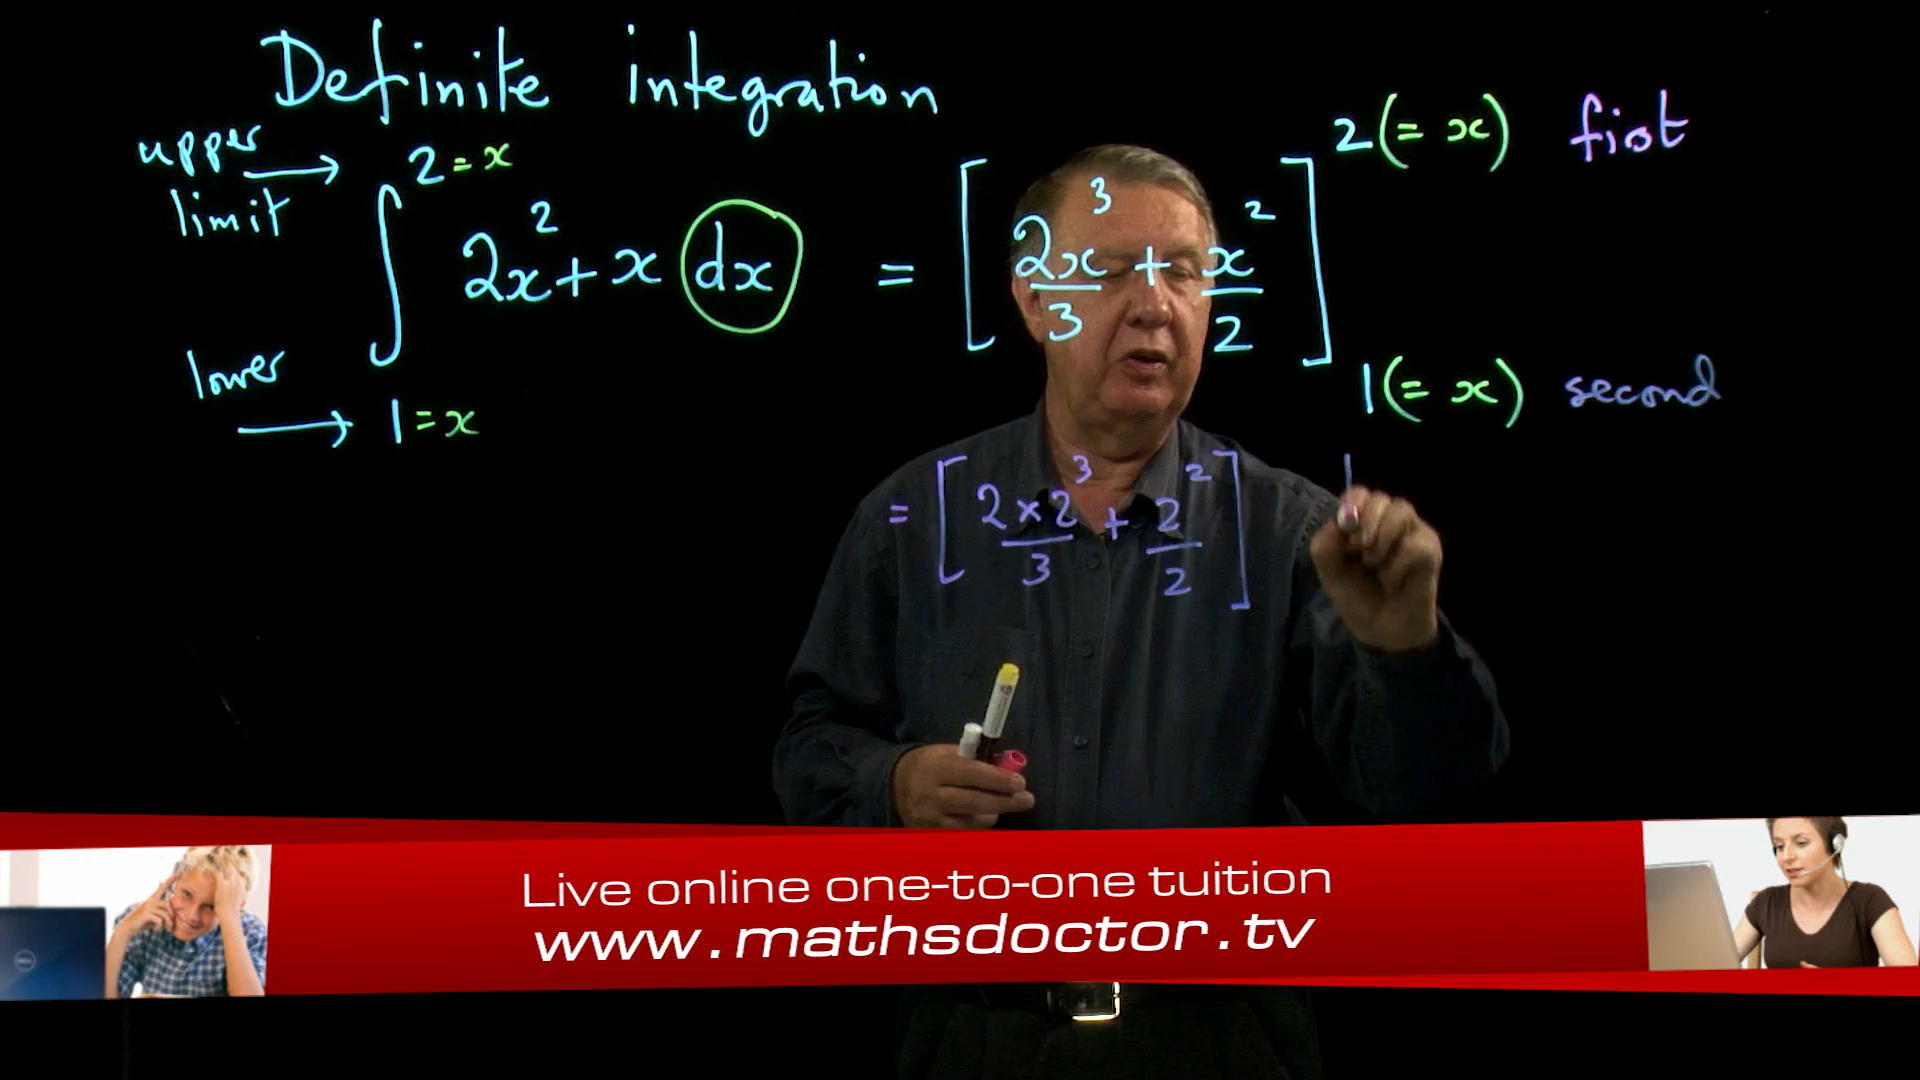 Definite integration
upper
limit
2 = x
∫ 2x² + x dx = [ 2x³/3 + x²/2 ]
2 (= x) first
lower
1 = x
1 (= x) second
= [ 2×2³/3 + 2²/2 ]
Live online one-to-one tuition
www.mathsdoctor.tv